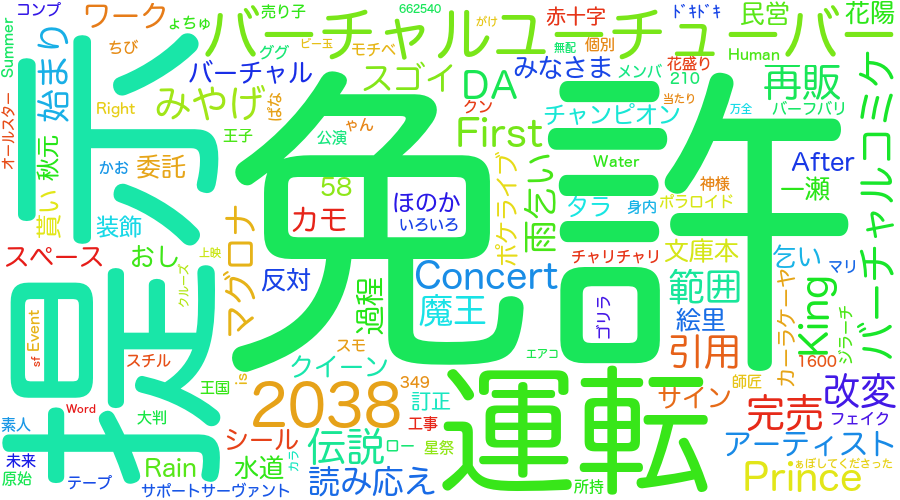 コンプ
ワーク
ょちゅ
売り子
662540
がけ
ドキドキ
民営
花陽
Summer
始まり
ちび
バーチャルユーチューバー
ビー玉
無配
赤十字
個別
Human
ググ
モチベ
バーチャル
スゴイ
みなさま
メンバ
花盛り
210
再販
オールスター
Right
みやげ
ぱな
DA
クン
チャンピオン
当たり
万全
バーフバリ
バーチャルコミケ
秋元
提示
免許
王子
公演
ゃん
First
かお
委託
58
ほのか
いろいろ
ポケライブ
雨乞い
Water
神様
After
一瀬
貰い
装飾
カモ
タラ
身内
ポラロイド
スペース
おし
上映
クルーズ
マグロナ
反対
過程
Concert
チャリチャリ
文庫本
乞い
マリ
範囲
カーラケーヤ
King
魔王
ゴリラ
絵里
ジラーチ
Event
sf
スチル
スモ
エアコ
引用
1600
クイーン
is
王国
349
訂正
師匠
サイン
改変
Word
大判
2038
運転
完売
フェイク
素人
工事
シール
伝説
ロー
星祭
アーティスト
未来
原始
テープ
Rain
水道
カラ
読み応え
所持
Prince
ぁぼしてくださった
サポートサーヴァント